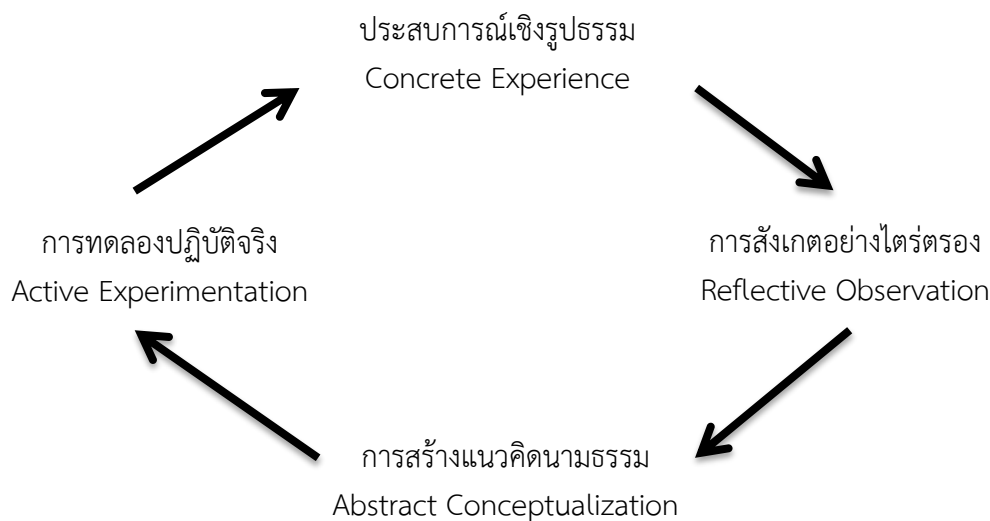 ประสบการณ์เชิงรูปธรรม
Concrete Experience
การทดลองปฏิบัติจริง
Active Experimentation
การสังเกตอย่างไตร่ตรอง
Reflective Observation
การสร้างแนวคิดนามธรรม
Abstract Conceptualization